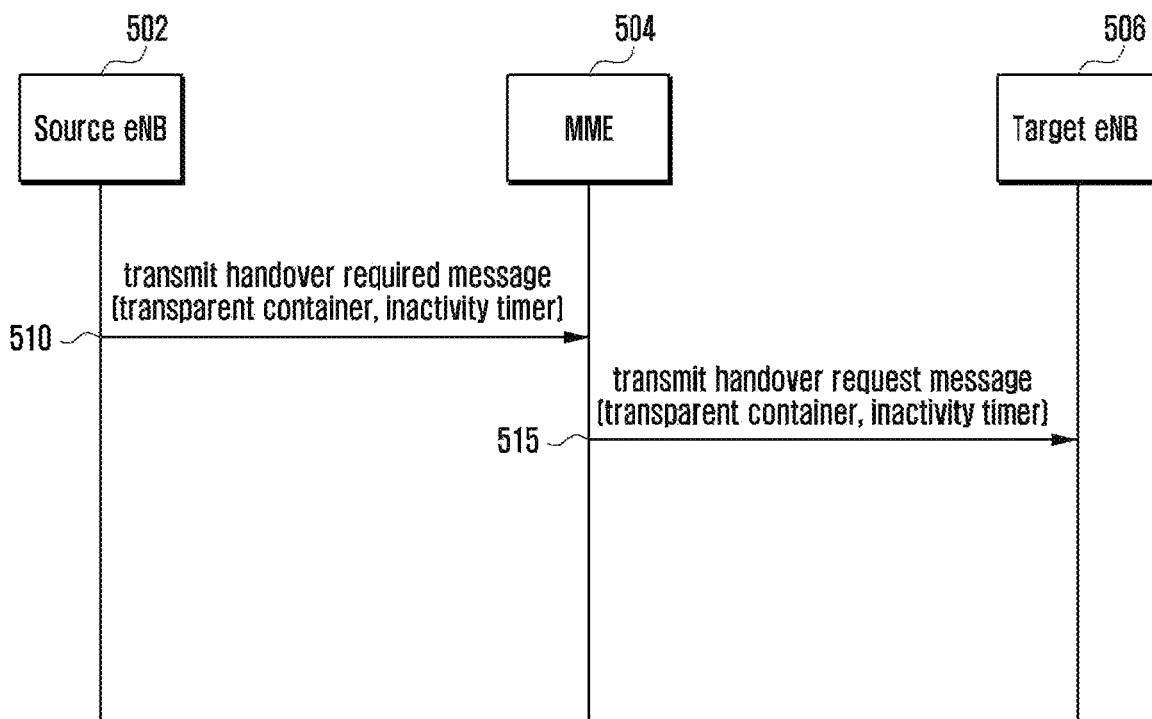 502
504
506
Source eNB
MME
Target eNB
transmit handover required message
(transparent container, inactivity timer)
510
transmit handover request message
(transparent container, inactivity timer)
515